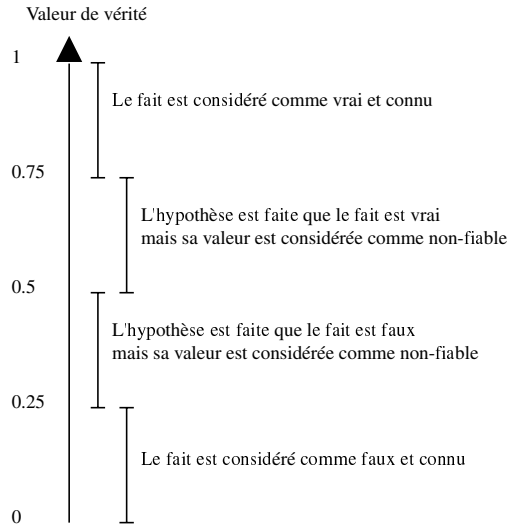 Valeur de vérité
1
Le fait est considéré comme vrai et connu
0.75
L'hypothèse est faite que le fait est vrai
mais sa valeur est considérée comme non-fiable
0.5
L'hypothèse est faite que le fait est faux
mais sa valeur est considérée comme non-fiable
0.25
Le fait est considéré comme faux et connu
0